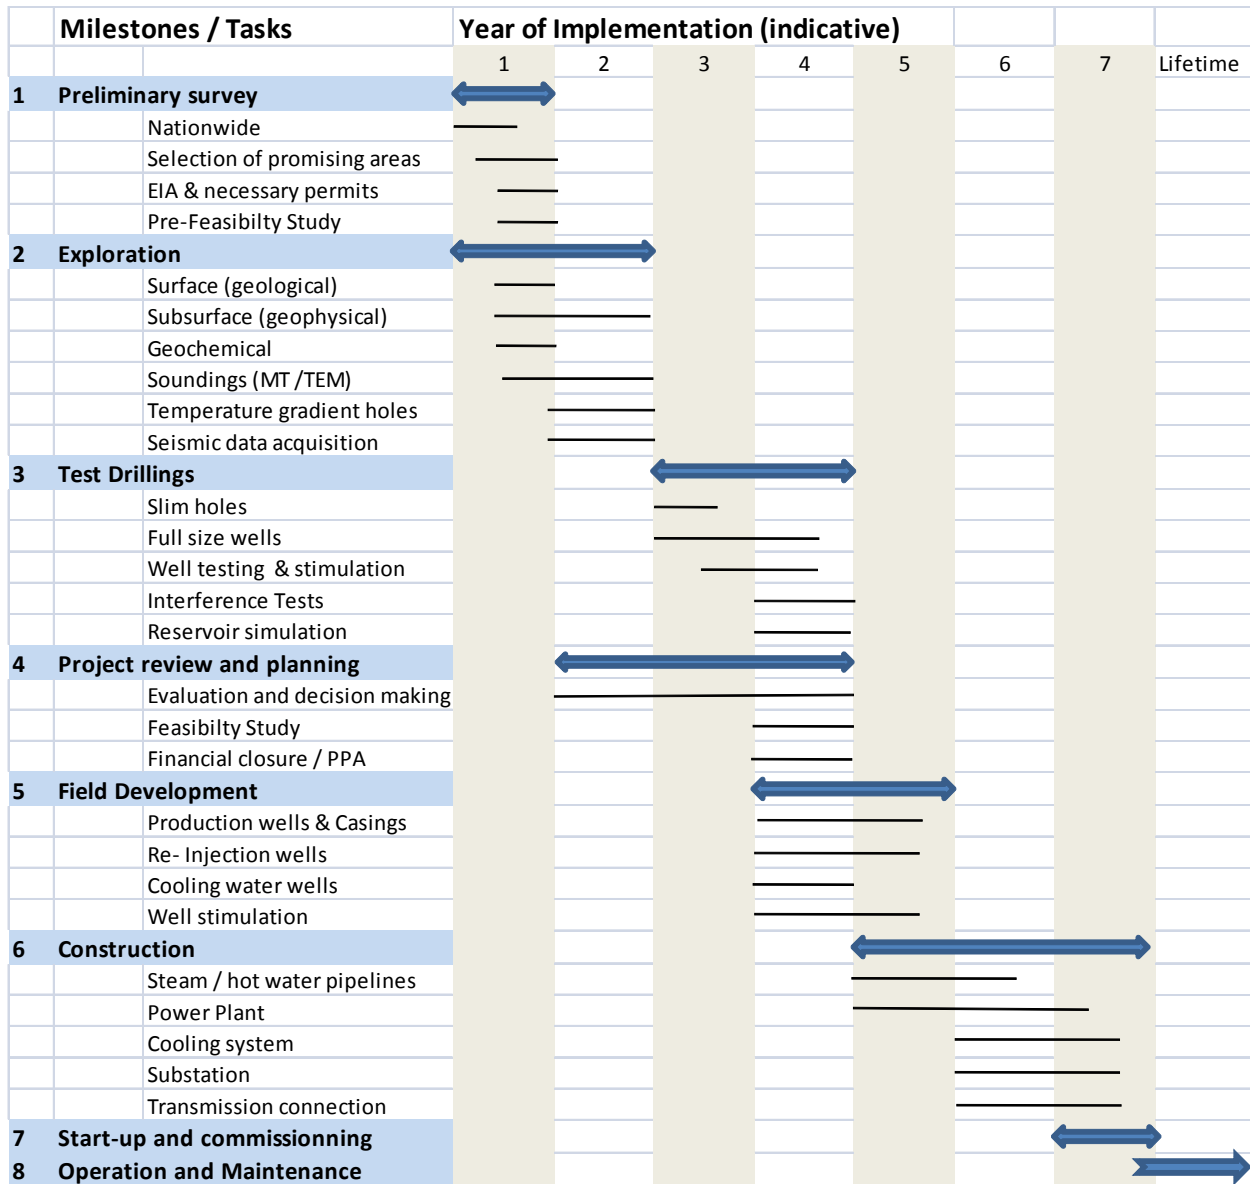 Milestones / Tasks Year of Implementation (indicative)
1 2 3 4 5 6 7 Lifetime
1 Preliminary survey
Nationwide
Selection of promising areas
EIA & necessary permits
Pre-Feasibilty Study
2 Exploration
Surface (geological)
Subsurface (geophysical)
Geochemical
Soundings (MT /TEM)
Temperature gradient holes
Seismic data acquisition
3 Test Drillings
Slim holes
Full size wells
Well testing & stimulation
Interference Tests
Reservoir simulation
4 Project review and planning
Evaluation and decision making
Feasibilty Study
Financial closure / PPA
5 Field Development
Production wells & Casings
Re- Injection wells
Cooling water wells
Well stimulation
6 Construction
Steam / hot water pipelines
Power Plant
Cooling system
Substation
Transmission connection
7 Start-up and commissionning
8 Operation and Maintenance